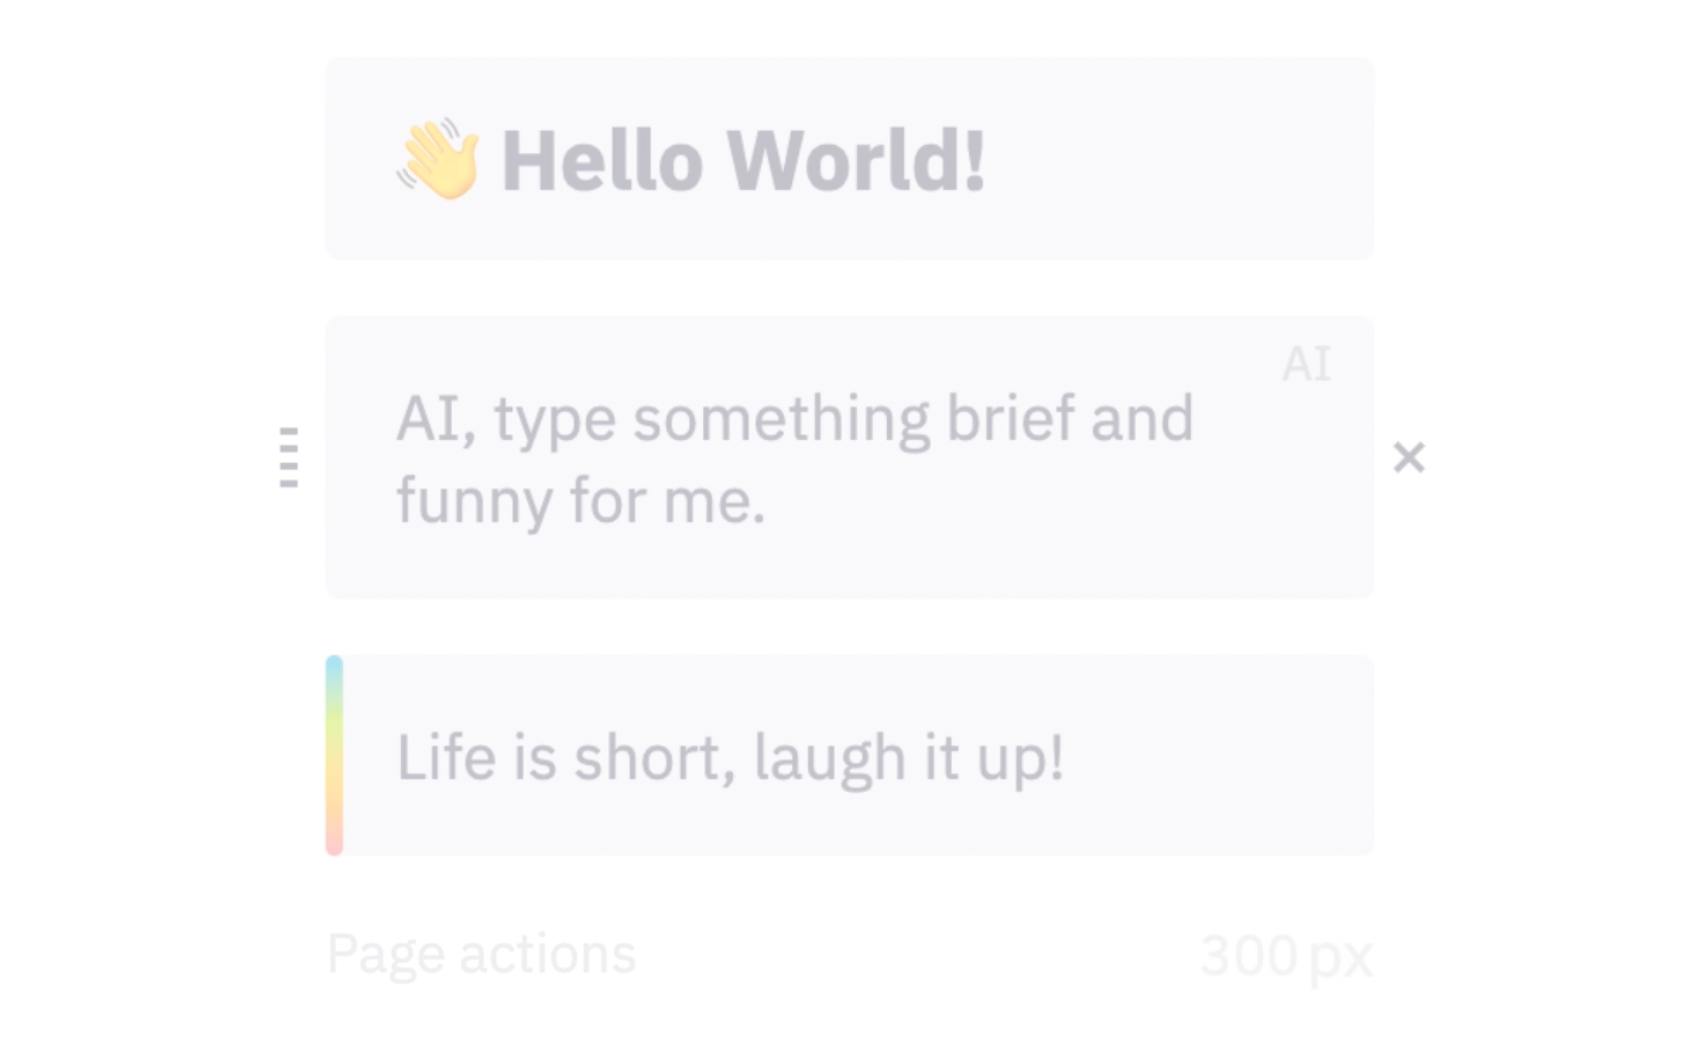 👋 Hello World!
AI
AI, type something brief and
funny for me.
Life is short, laugh it up!
Page actions
300 px